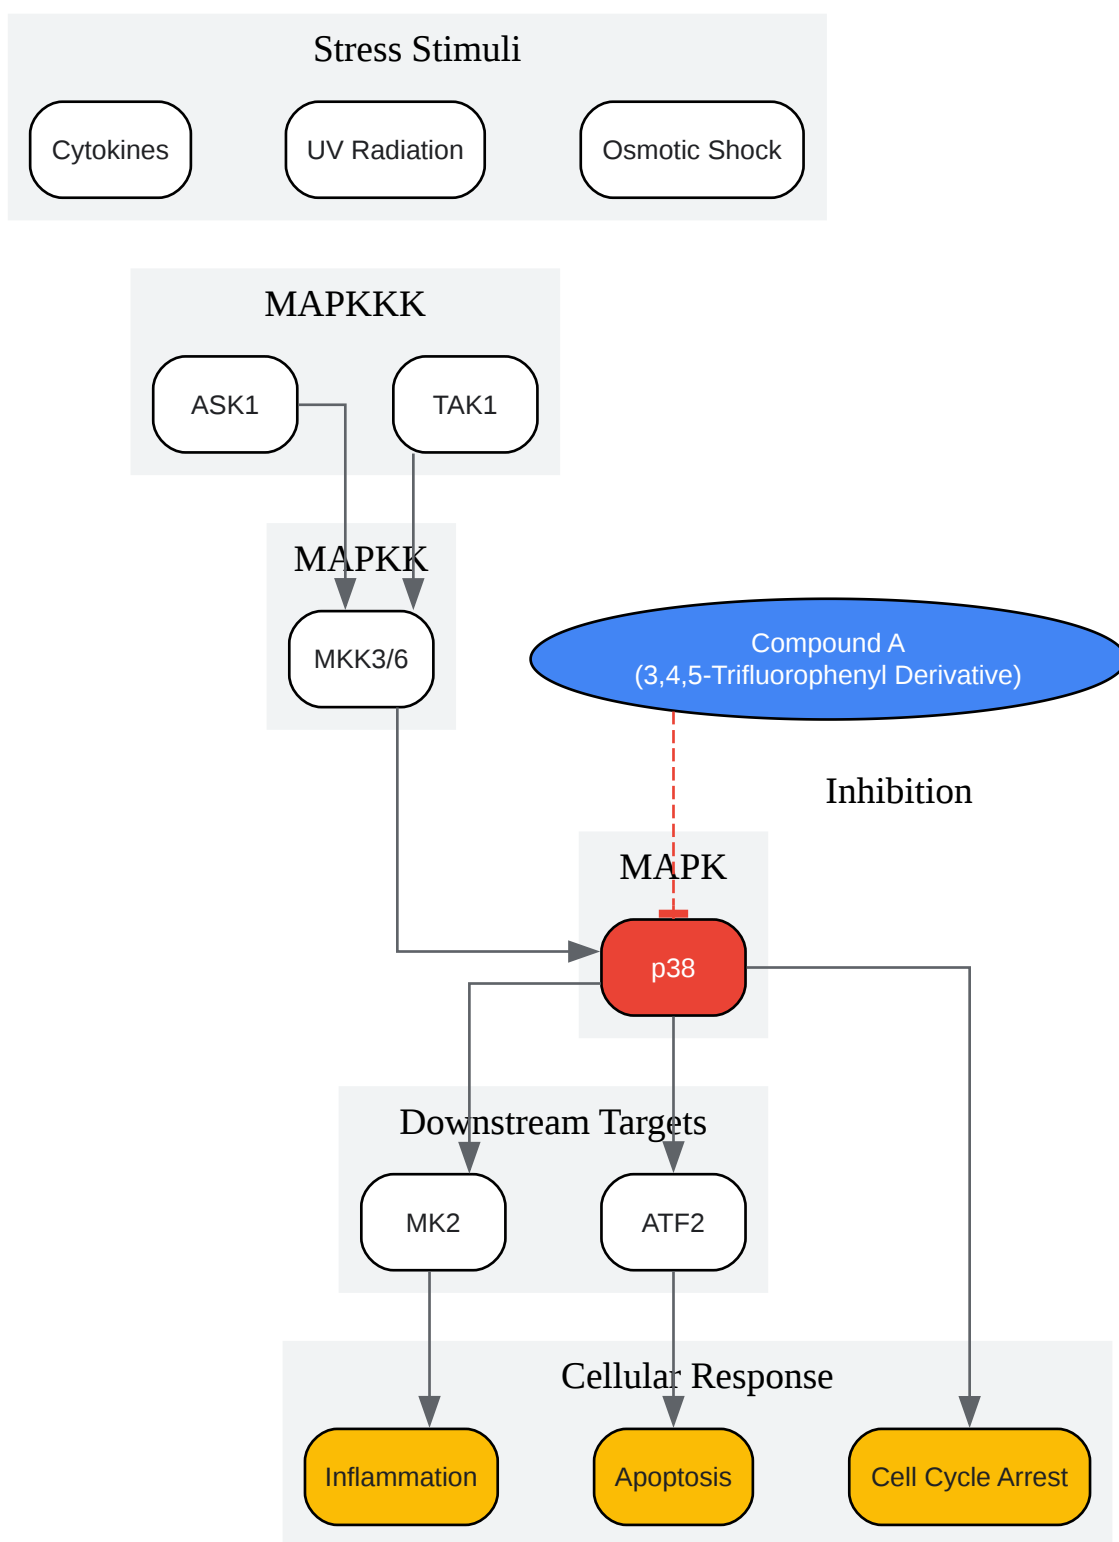 Stress Stimuli
Cytokines
UV Radiation
Osmotic Shock
MAPKKK
ASK1
TAK1
MAPKK
MKK3/6
Compound A
(3,4,5-Trifluorophenyl Derivative)
Inhibition
MAPK
p38
Downstream Targets
MK2
ATF2
Cellular Response
Inflammation
Apoptosis
Cell Cycle Arrest